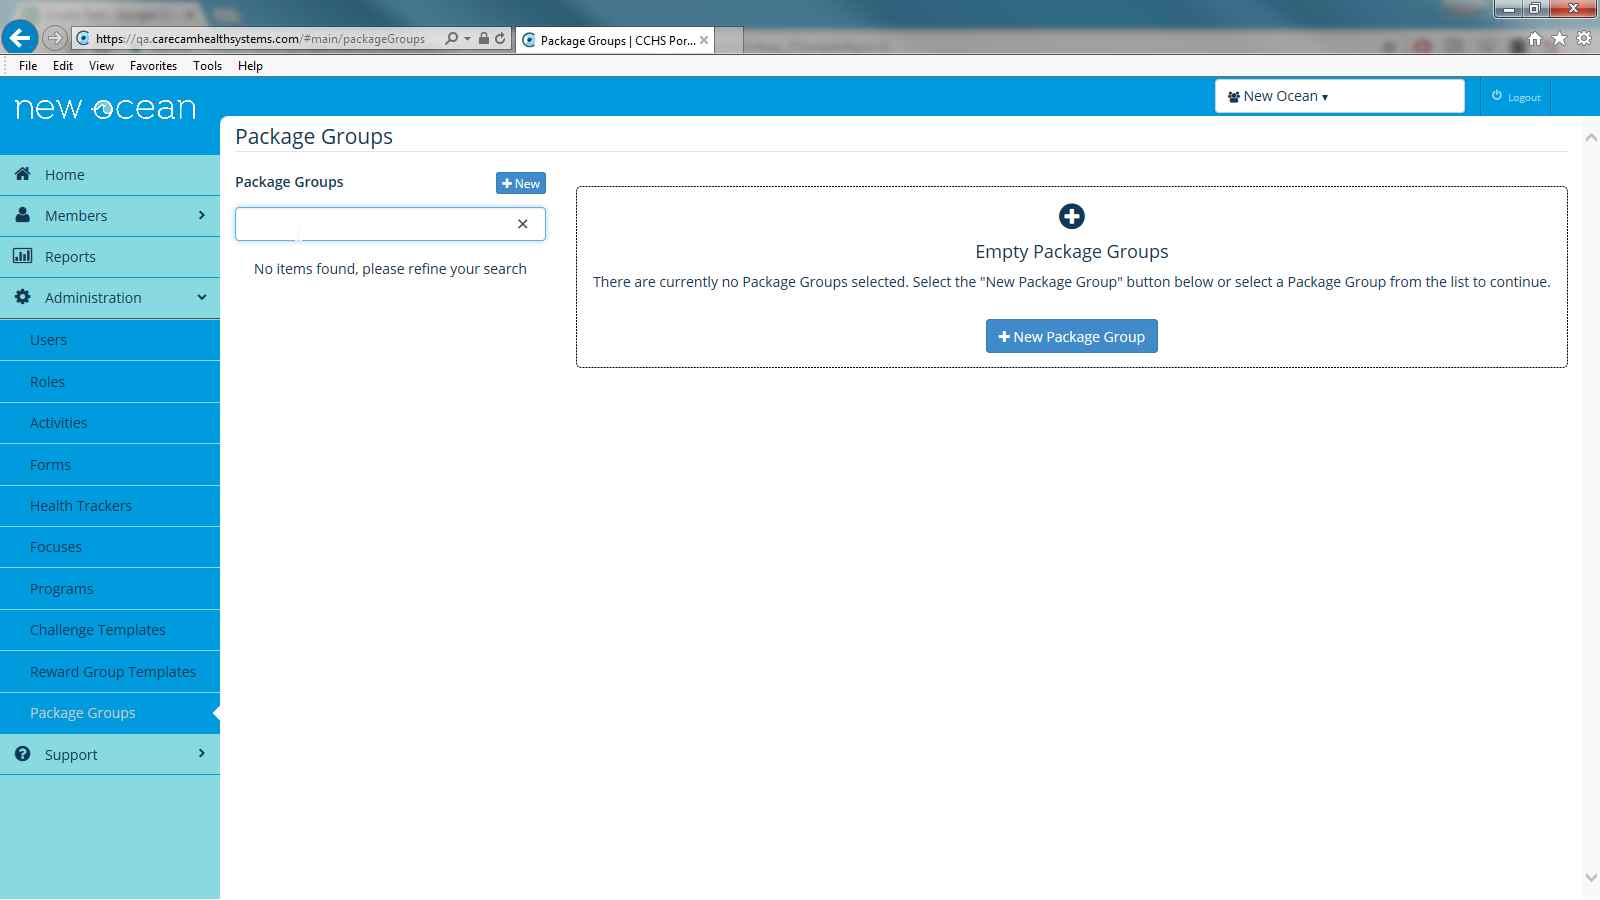 https://qa.carecamhealthsystems.com/#main/packageGroups
Package Groups | CCHS Por...
File Edit View Favorites Tools Help
new ocean
New Ocean
Logout
Package Groups
Home
Members
Reports
Administration
Users
Roles
Activities
Forms
Health Trackers
Focuses
Programs
Challenge Templates
Reward Group Templates
Package Groups
Support
Package Groups
New
No items found, please refine your search
Empty Package Groups
There are currently no Package Groups selected. Select the "New Package Group" button below or select a Package Group from the list to continue.
New Package Group